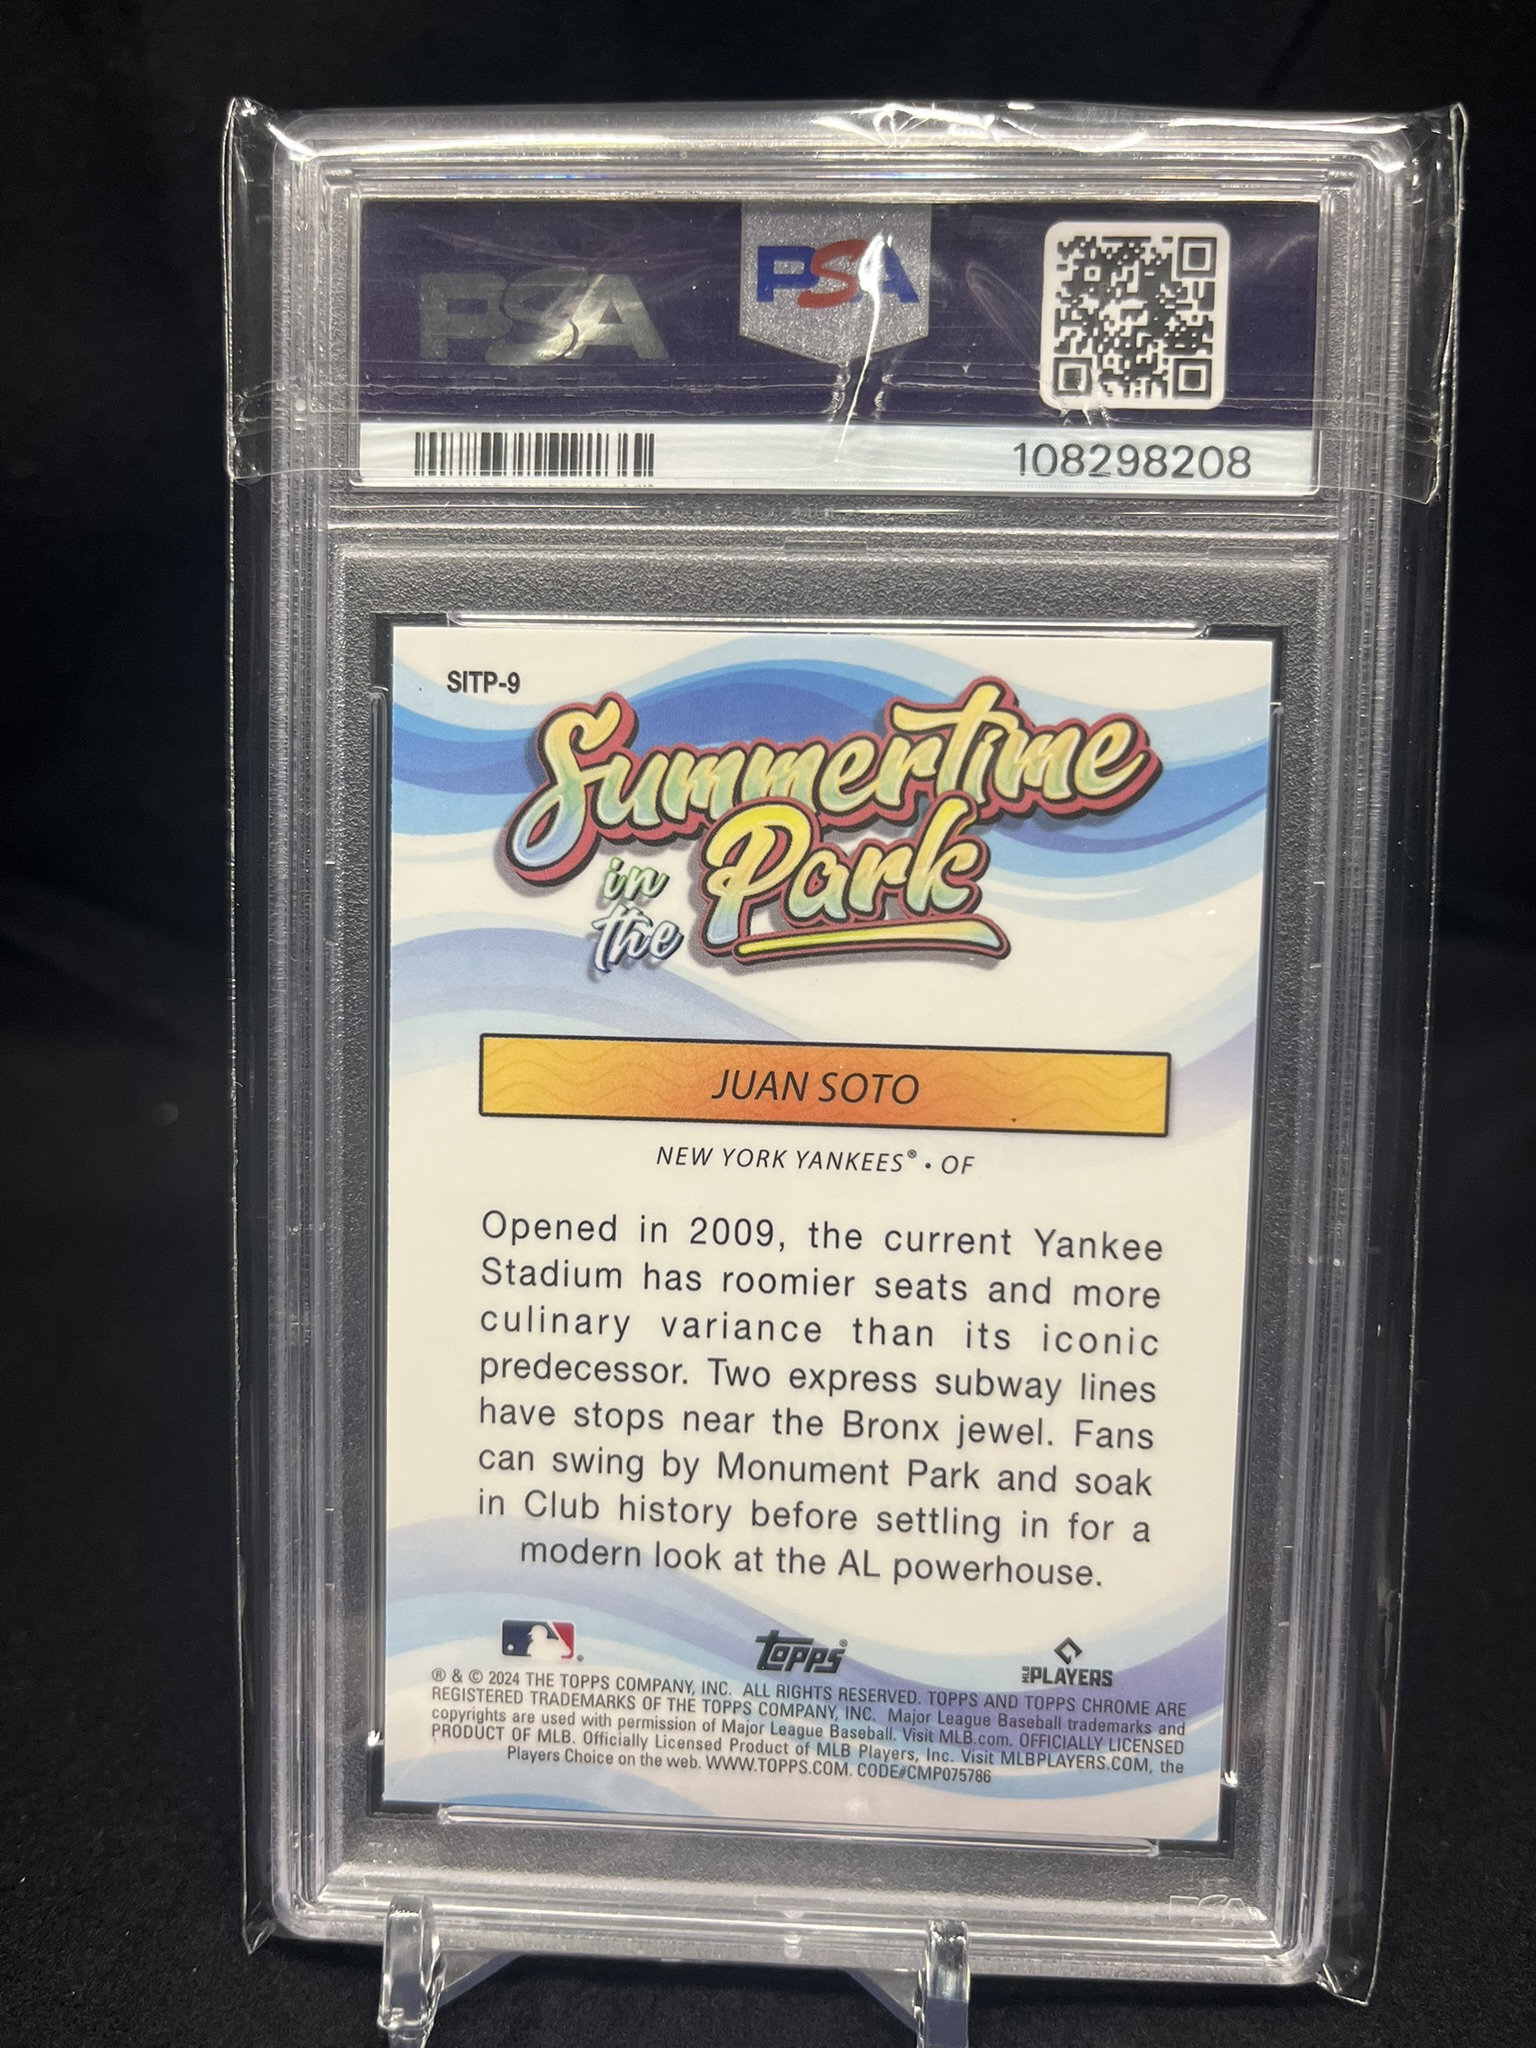 PSA
PSA
108298208
SITP-9
Summertime
in the Park
JUAN SOTO
NEW YORK YANKEES® • OF
Opened in 2009, the current Yankee
Stadium has roomier seats and more
culinary variance than its iconic
predecessor. Two express subway lines
have stops near the Bronx jewel. Fans
can swing by Monument Park and soak
in Club history before settling in for a
modern look at the AL powerhouse.
topps®
MLB PLAYERS
® & © 2024 THE TOPPS COMPANY, INC. ALL RIGHTS RESERVED. TOPPS AND TOPPS CHROME ARE
REGISTERED TRADEMARKS OF THE TOPPS COMPANY, INC. Major League Baseball trademarks and
copyrights are used with permission of Major League Baseball. Visit MLB.com. OFFICIALLY LICENSED
PRODUCT OF MLB. Officially Licensed Product of MLB Players, Inc. Visit MLBPLAYERS.COM, the
Players Choice on the web. WWW.TOPPS.COM. CODE#CMP075786
PSA